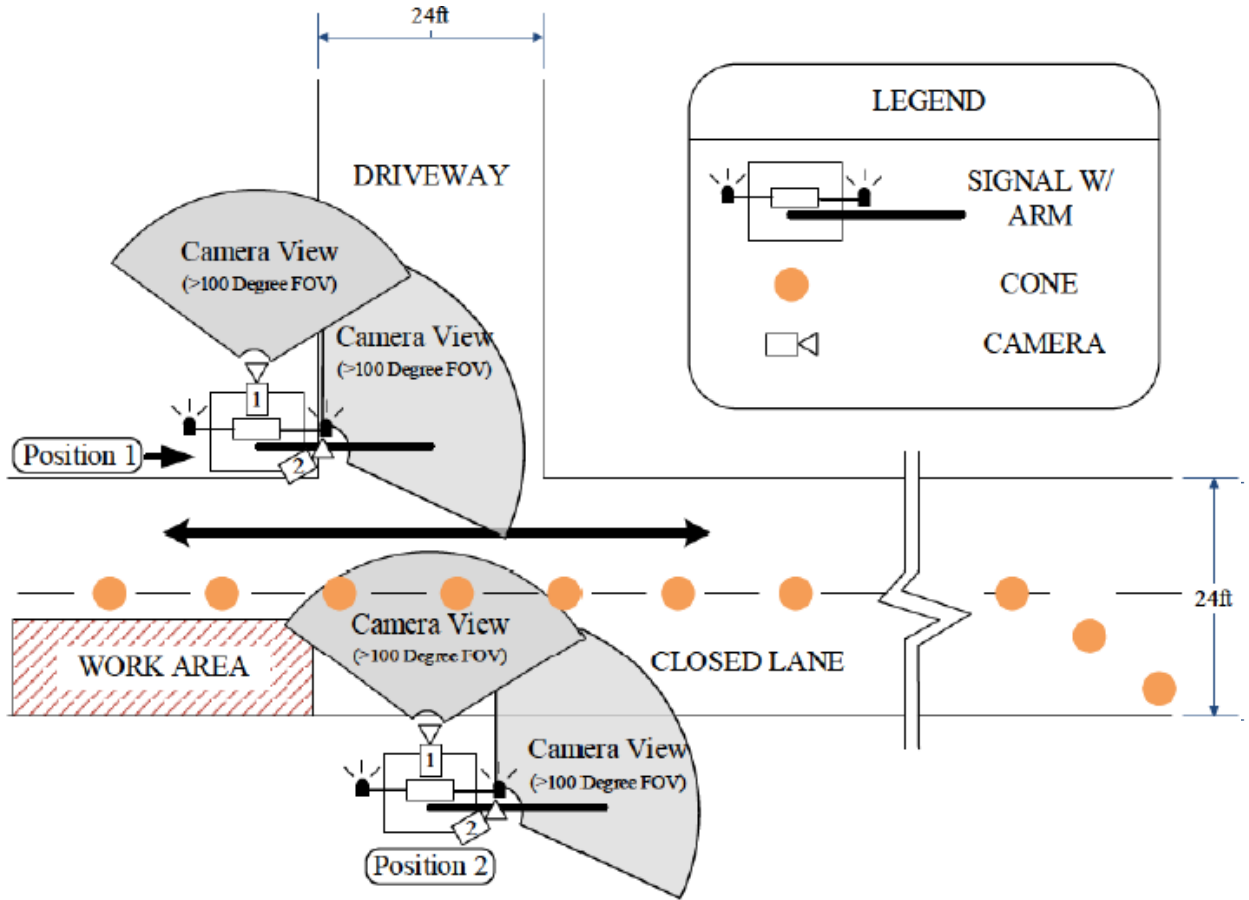 24ft
LEGEND
SIGNAL W/
ARM
CONE
CAMERA
DRIVEWAY
Camera View
(>100 Degree FOV)
Camera View
(>100 Degree FOV)
1
2
Position 1
24ft
Camera View
(>100 Degree FOV)
WORK AREA
CLOSED LANE
Camera View
(>100 Degree FOV)
1
2
Position 2